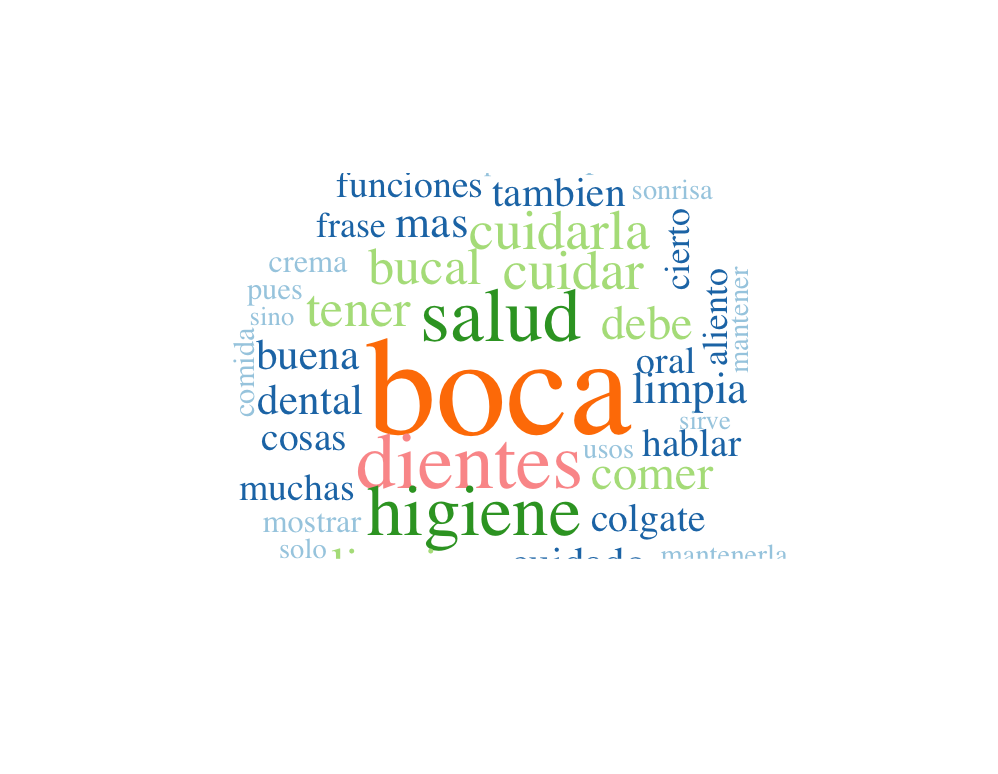 funciones
tambien
sonrisa
frase
mas
cuidarla
cierto
crema
bucal
cuidar
aliento
mantener
pues
tener
salud
debe
sino
comida
buena
boca
oral
dental
limpia
sirve
cosas
dientes
usos
hablar
muchas
comer
mostrar
higiene
colgate
solo
cuidado
mantenerla